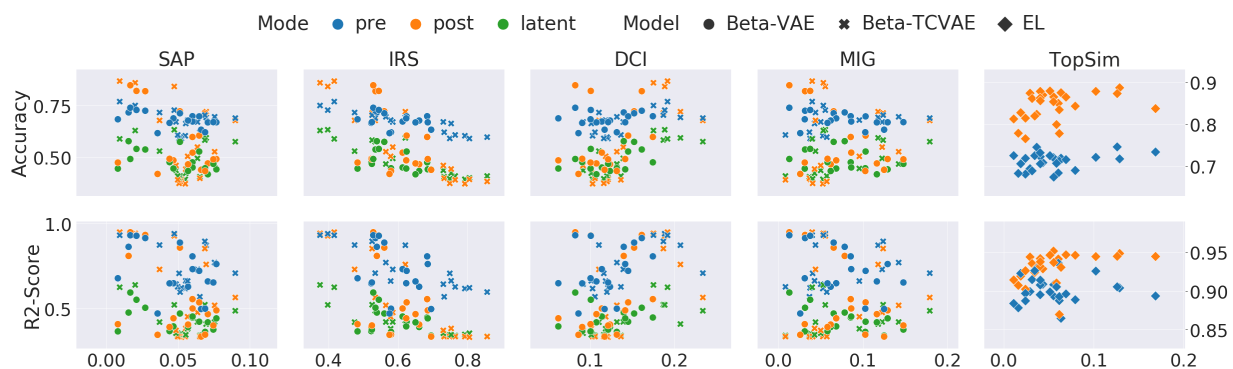 Mode pre post latent Model Beta-VAE Beta-TCVAE EL
SAP IRS DCI MIG TopSim
Accuracy
0.75
0.50
0.9
0.8
0.7
R2-Score
1.0
0.5
0.95
0.90
0.85
0.00 0.05 0.10 0.4 0.6 0.8 0.1 0.2 0.0 0.1 0.2 0.0 0.1 0.2